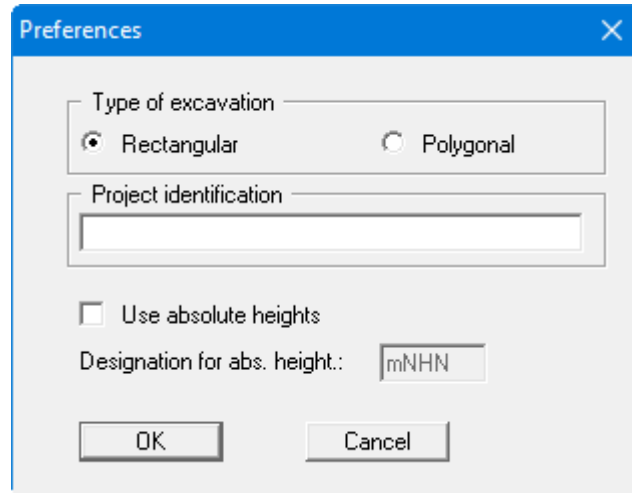 Preferences
Type of excavation
Rectangular Polygonal
Project identification
Use absolute heights
Designation for abs. height.: mNHN
OK Cancel